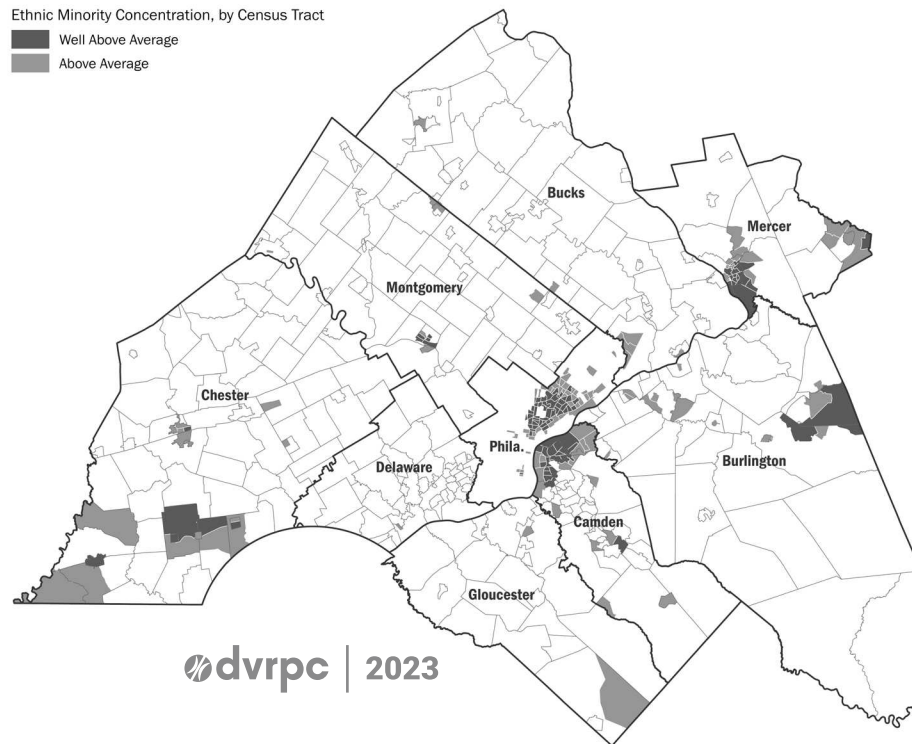 Ethnic Minority Concentration, by Census Tract
Well Above Average
Above Average
Bucks
Mercer
Montgomery
Chester
Phila.
Delaware
Burlington
Camden
Gloucester
dvrpc | 2023